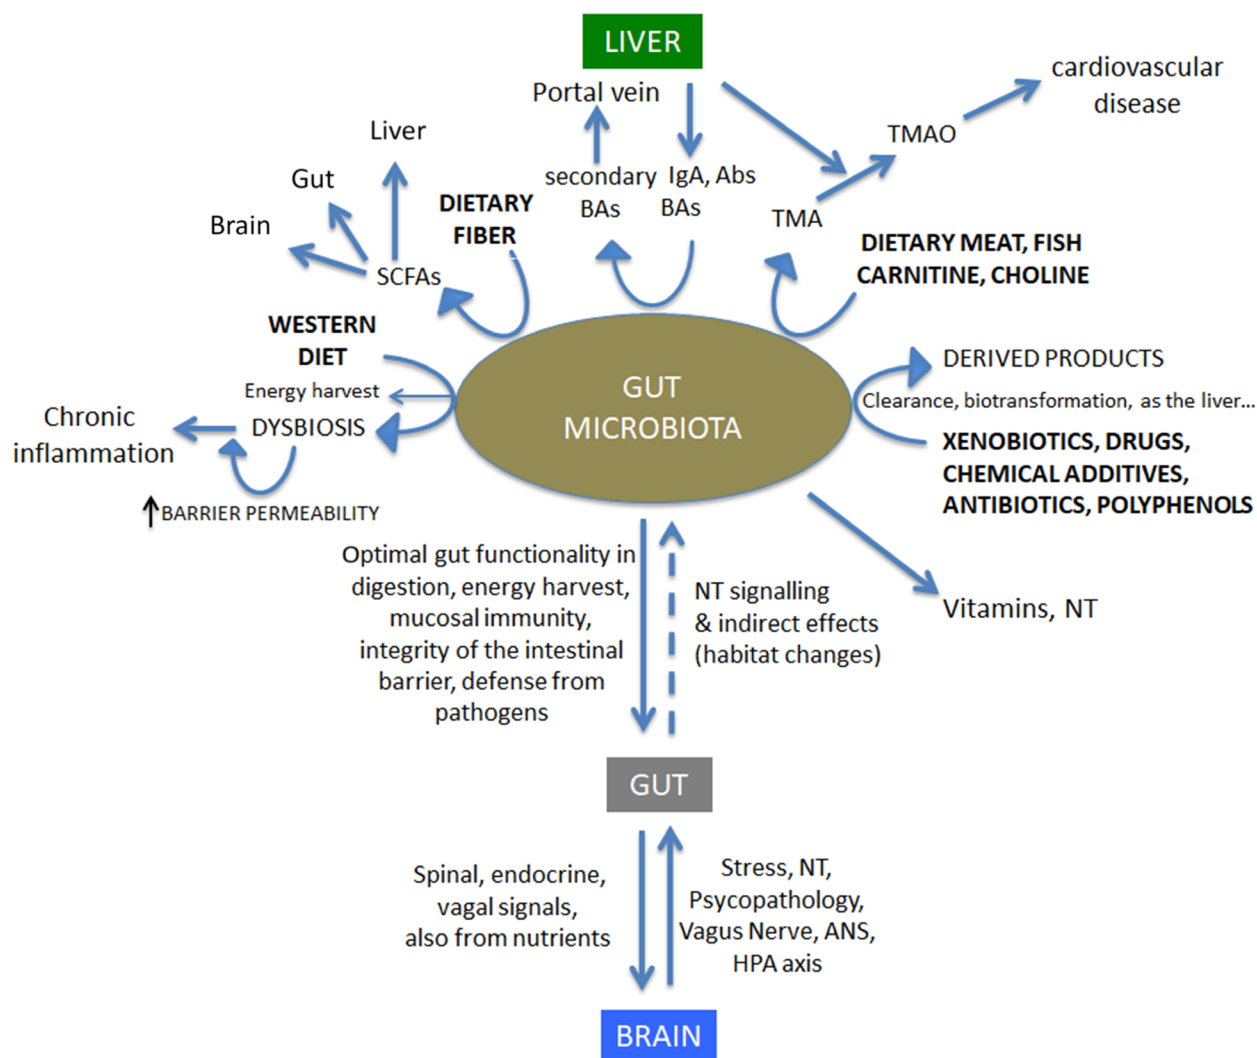 LIVER
Portal vein
cardiovascular
disease
TMAO
Liver
Gut
Brain
SCFAs
DIETARY
FIBER
secondary
BAs
IgA, Abs
BAs
TMA
DIETARY MEAT, FISH
CARNITINE, CHOLINE
WESTERN
DIET
Energy harvest
DYSBIOSIS
Chronic
inflammation
BARRIER PERMEABILITY
GUT
MICROBIOTA
DERIVED PRODUCTS
Clearance, biotransformation, as the liver...
XENOBIOTICS, DRUGS,
CHEMICAL ADDITIVES,
ANTIBIOTICS, POLYPHENOLS
Vitamins, NT
Optimal gut functionality in
digestion, energy harvest,
mucosal immunity,
integrity of the intestinal
barrier, defense from
pathogens
NT signalling
& indirect effects
(habitat changes)
GUT
Spinal, endocrine,
vagal signals,
also from nutrients
Stress, NT,
Psycopathology,
Vagus Nerve, ANS,
HPA axis
BRAIN